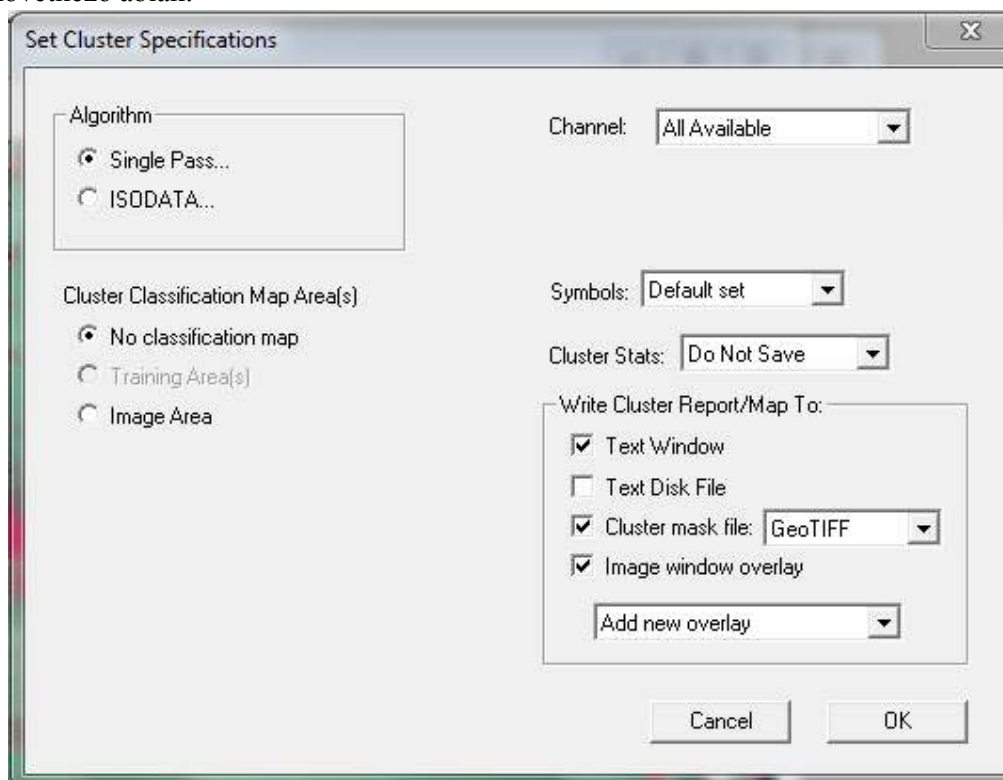 Set Cluster Specifications
Algorithm
Single Pass...
ISODATA...
Channel: All Available
Cluster Classification Map Area(s)
No classification map
Training Area(s)
Image Area
Symbols: Default set
Cluster Stats: Do Not Save
Write Cluster Report/Map To:
Text Window
Text Disk File
Cluster mask file: GeoTIFF
Image window overlay
Add new overlay
Cancel OK